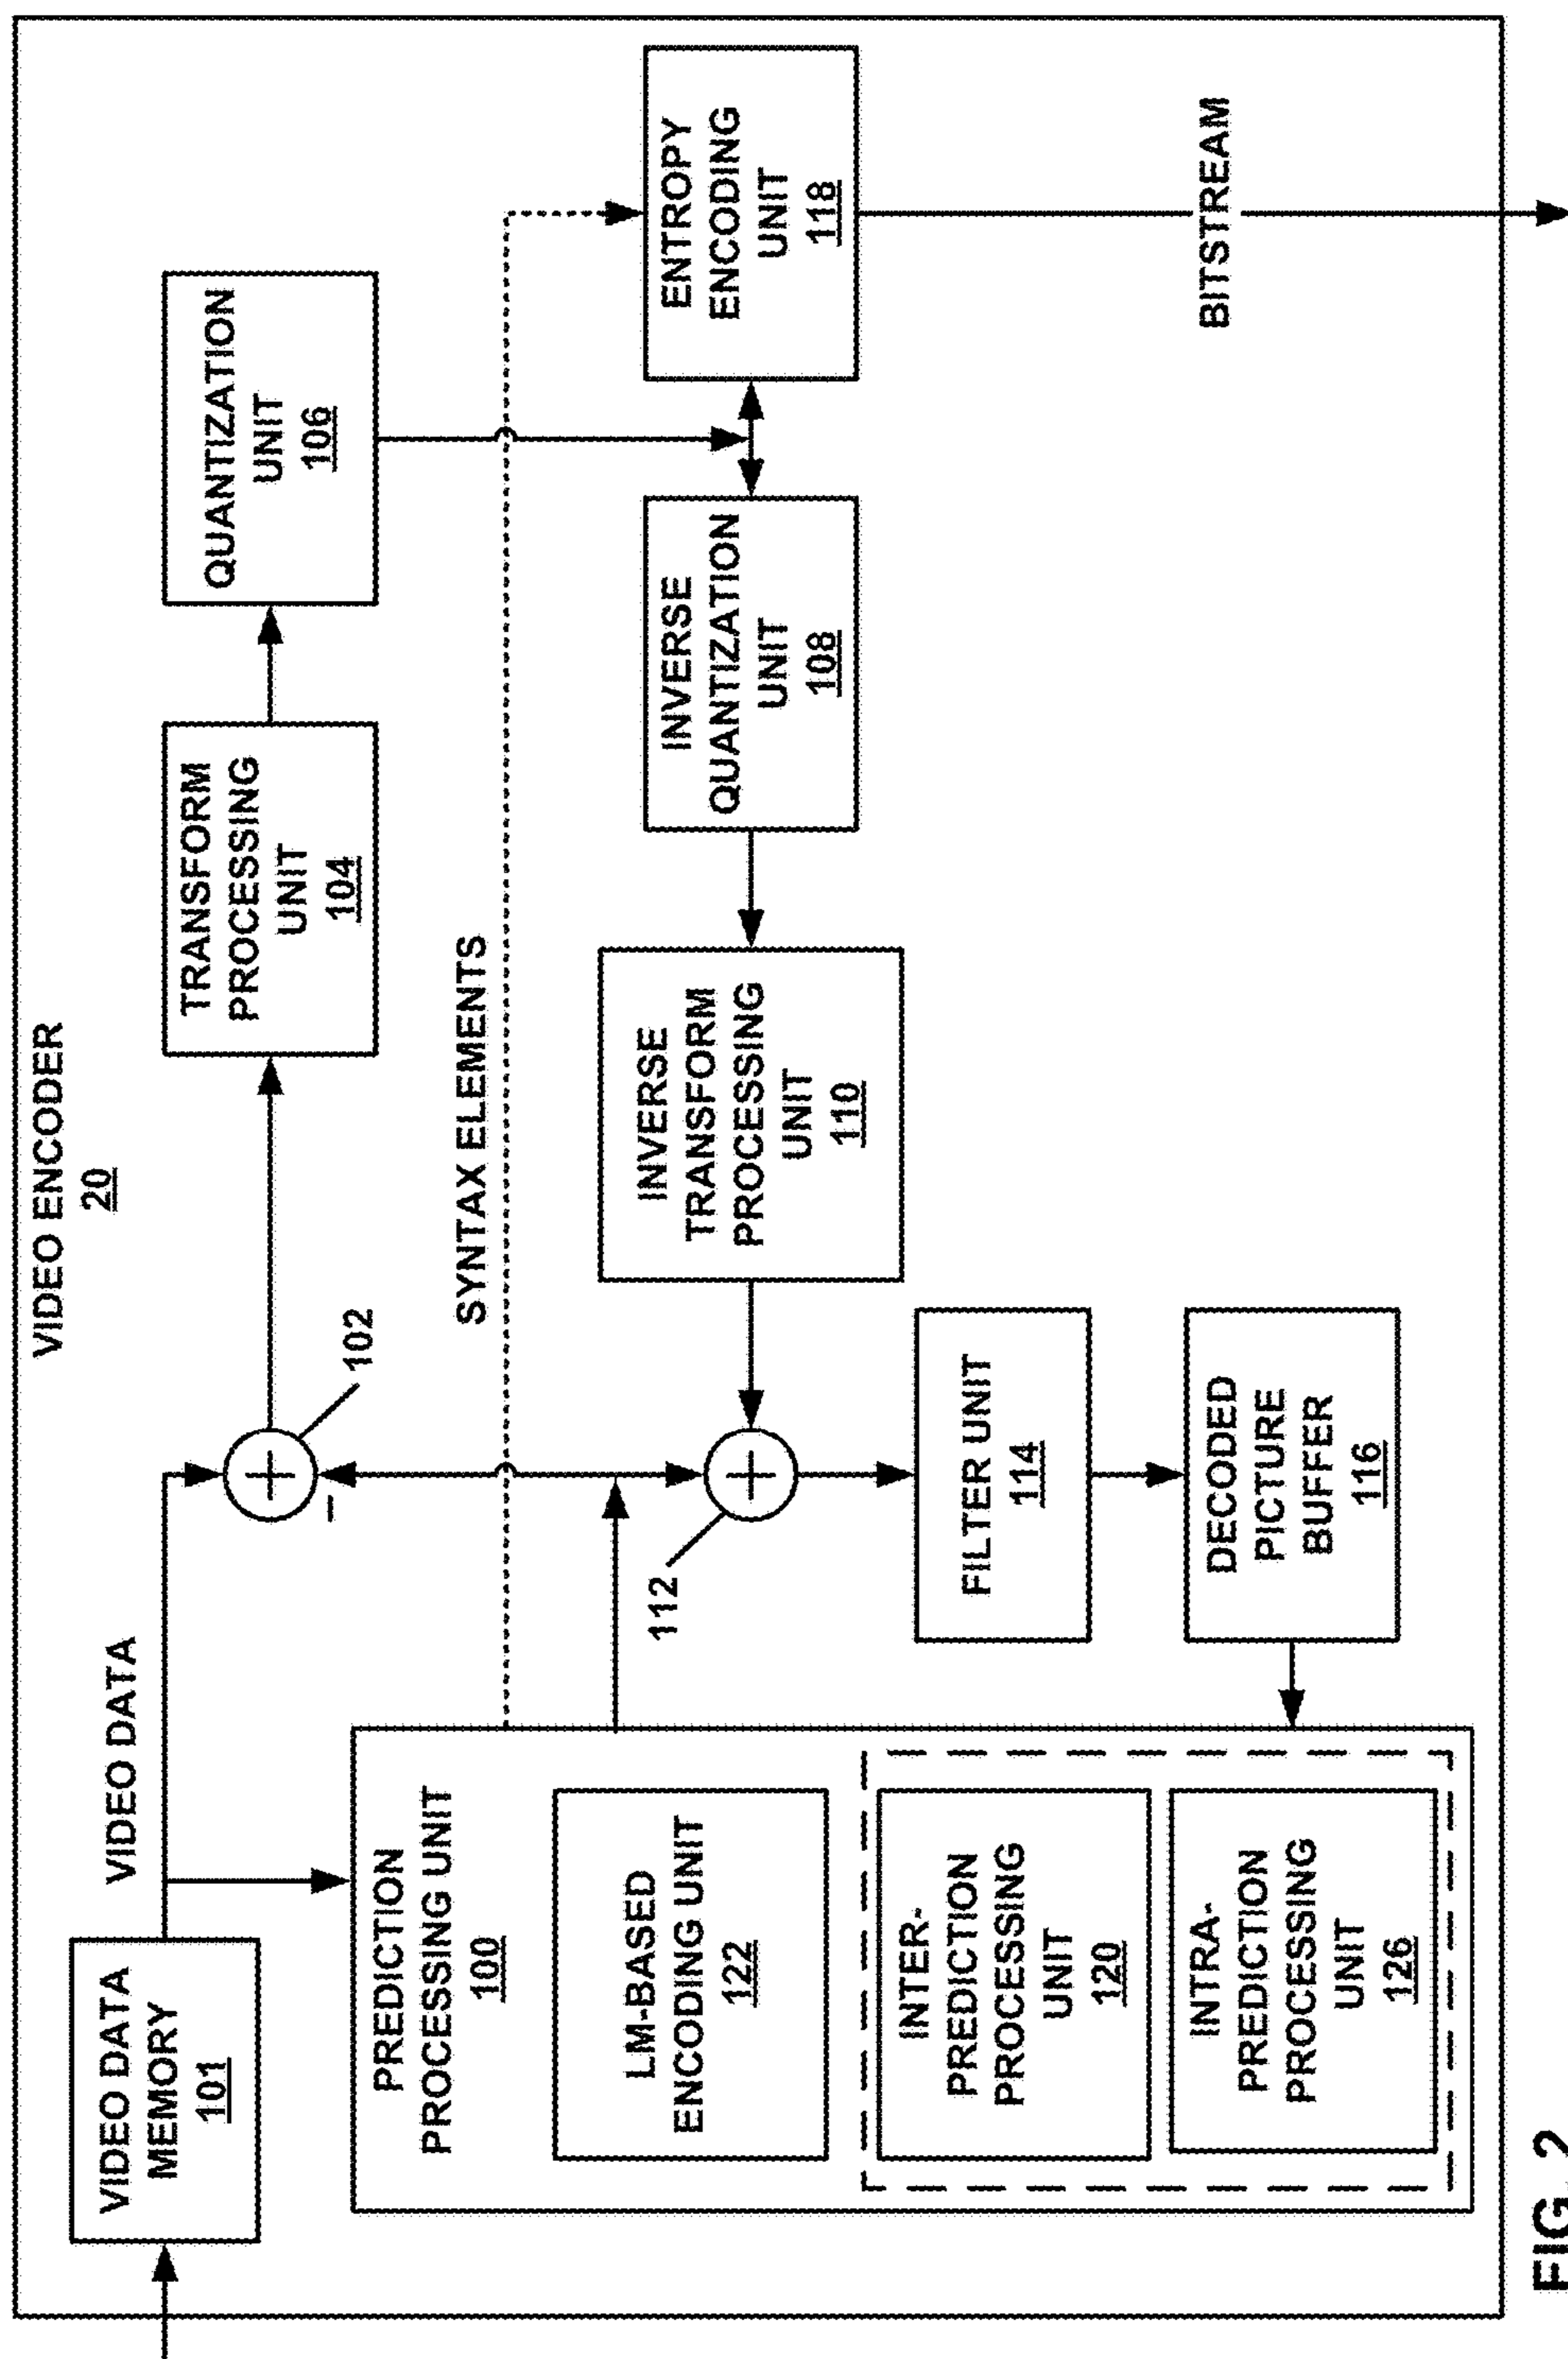 VIDEO ENCODER
20
VIDEO DATA
MEMORY
101
VIDEO DATA
102
–
TRANSFORM
PROCESSING
UNIT
104
QUANTIZATION
UNIT
106
SYNTAX ELEMENTS
PREDICTION
PROCESSING UNIT
100
LM-BASED
ENCODING UNIT
122
INTER-
PREDICTION
PROCESSING
UNIT
120
INTRA-
PREDICTION
PROCESSING
UNIT
126
112
INVERSE
TRANSFORM
PROCESSING
UNIT
110
INVERSE
QUANTIZATION
UNIT
108
ENTROPY
ENCODING
UNIT
118
FILTER UNIT
114
DECODED
PICTURE
BUFFER
116
BITSTREAM
FIG. 2